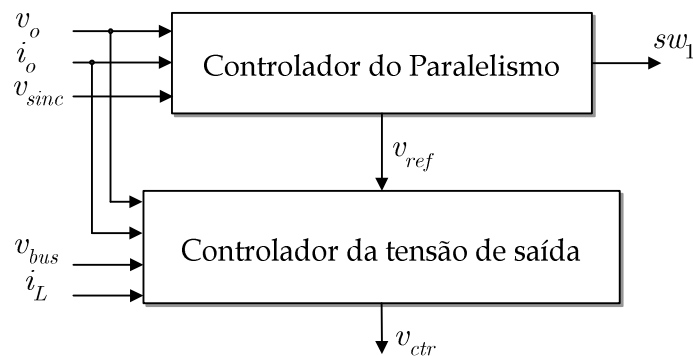 v_o
i_o
v_sinc
Controlador do Paralelismo
sw_1
v_ref
Controlador da tensão de saída
v_bus
i_L
v_ctr